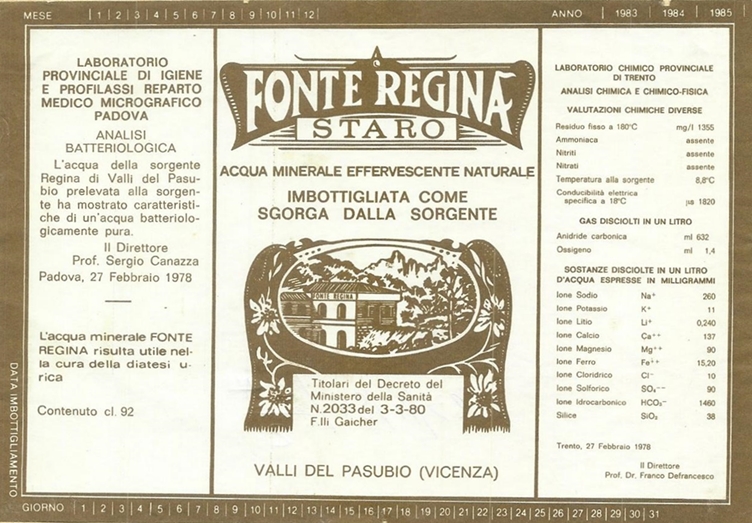 MESE | 1 | 2 | 3 | 4 | 5 | 6 | 7 | 8 | 9 | 10 | 11 | 12 | ANNO | 1983 | 1984 | 1985 |
LABORATORIO
PROVINCIALE DI IGIENE
E PROFILASSI REPARTO
MEDICO MICROGRAFICO
PADOVA
ANALISI
BATTERIOLOGICA
L'acqua della sorgente
Regina di Valli del Pasu-
bio prelevata alla sorgen-
te ha mostrato caratteristi-
che di un'acqua batteriolo-
gicamente pura.
Il Direttore
Prof. Sergio Canazza
Padova, 27 Febbraio 1978
L'acqua minerale FONTE
REGINA risulta utile nel-
la cura della diatesi u-
rica
Contenuto cl. 92
DATA IMBOTTIGLIAMENTO
FONTE REGINA
STARO
ACQUA MINERALE EFFERVESCENTE NATURALE
IMBOTTIGLIATA COME
SGORGA DALLA SORGENTE
FONTE REGINA
Titolari del Decreto del
Ministero della Sanità
N.2033 del 3-3-80
F.lli Gaicher
VALLI DEL PASUBIO (VICENZA)
LABORATORIO CHIMICO PROVINCIALE
DI TRENTO
ANALISI CHIMICA E CHIMICO-FISICA
VALUTAZIONI CHIMICHE DIVERSE
Residuo fisso a 180°C mg/l 1355
Ammoniaca assente
Nitriti assente
Nitrati assente
Temperatura alla sorgente 8,8°C
Conducibilità elettrica
specifica a 18°C µs 1820
GAS DISCIOLTI IN UN LITRO
Anidride carbonica ml 632
Ossigeno ml 1,4
SOSTANZE DISCIOLTE IN UN LITRO
D'ACQUA ESPRESSE IN MILLIGRAMMI
Ione Sodio Na+ 260
Ione Potassio K+ 11
Ione Litio Li+ 0,240
Ione Calcio Ca++ 137
Ione Magnesio Mg++ 90
Ione Ferro Fe++ 15,20
Ione Cloridrico Cl- 10
Ione Solforico SO4-- 90
Ione Idrocarbonico HCO3- 1460
Silice SiO2 38
Trento, 27 Febbraio 1978
Il Direttore
Prof. Dr. Franco Defrancesco
GIORNO | 1 | 2 | 3 | 4 | 5 | 6 | 7 | 8 | 9 | 10 | 11 | 12 | 13 | 14 | 15 | 16 | 17 | 18 | 19 | 20 | 21 | 22 | 23 | 24 | 25 | 26 | 27 | 28 | 29 | 30 | 31